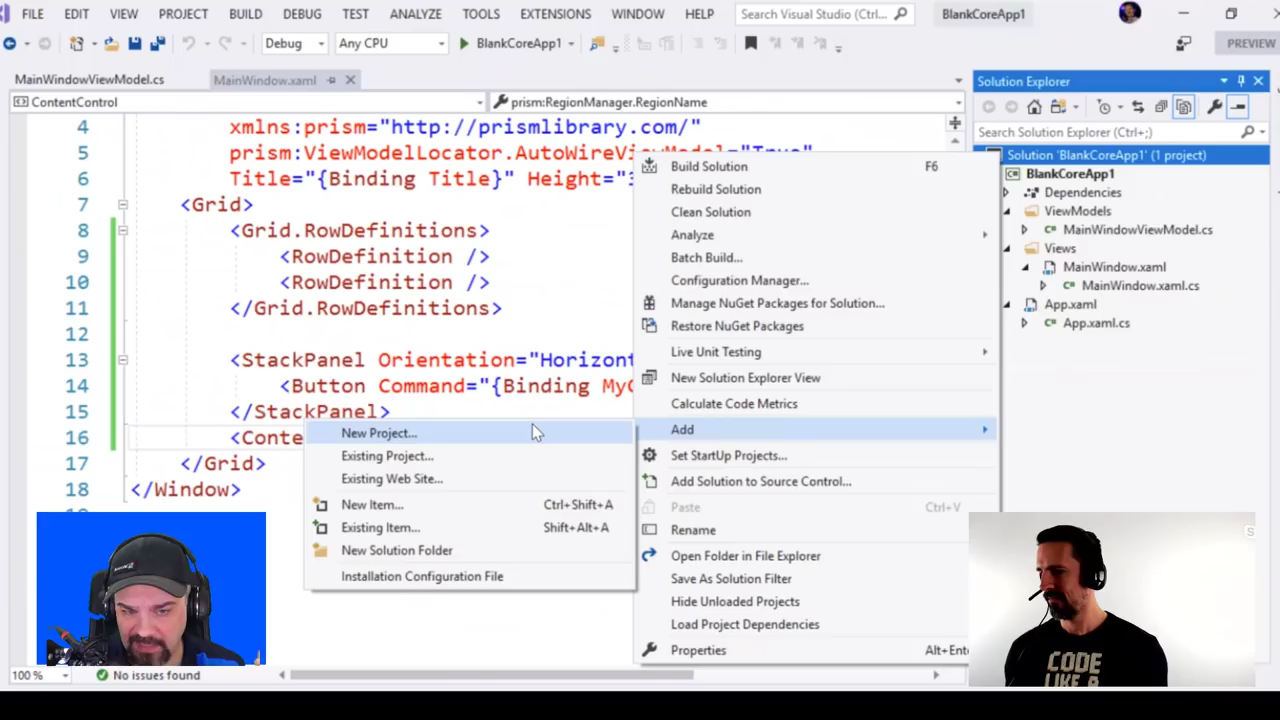 FILE EDIT VIEW PROJECT BUILD DEBUG TEST ANALYZE TOOLS EXTENSIONS WINDOW HELP Search Visual Studio (Ctrl... BlankCoreApp1
Debug Any CPU BlankCoreApp1 PREVIEW
MainWindowViewModel.cs MainWindow.xaml
ContentControl prism:RegionManager.RegionName
4 xmlns:prism="http://prismlibrary.com/"
5 prism:ViewModelLocator.AutoWireViewModel="True"
6 Title="{Binding Title}" Height="
7 <Grid>
8 <Grid.RowDefinitions>
9 <RowDefinition />
10 <RowDefinition />
11 </Grid.RowDefinitions>
12
13 <StackPanel Orientation="Horizont
14 <Button Command="{Binding MyC
15 </StackPanel>
16 <Conte
17 </Grid>
18 </Window>
New Project...
Existing Project...
Existing Web Site...
New Item... Ctrl+Shift+A
Existing Item... Shift+Alt+A
New Solution Folder
Installation Configuration File
Build Solution F6
Rebuild Solution
Clean Solution
Analyze
Batch Build...
Configuration Manager...
Manage NuGet Packages for Solution...
Restore NuGet Packages
Live Unit Testing
New Solution Explorer View
Calculate Code Metrics
Add
Set StartUp Projects...
Add Solution to Source Control...
Paste Ctrl+V
Rename
Open Folder in File Explorer
Save As Solution Filter
Hide Unloaded Projects
Load Project Dependencies
Properties Alt+Ente
Solution Explorer
Search Solution Explorer (Ctrl+;)
Solution 'BlankCoreApp1' (1 project)
BlankCoreApp1
Dependencies
ViewModels
MainWindowViewModel.cs
Views
MainWindow.xaml
MainWindow.xaml.cs
App.xaml
App.xaml.cs
100 % No issues found
CODE
LIKE A